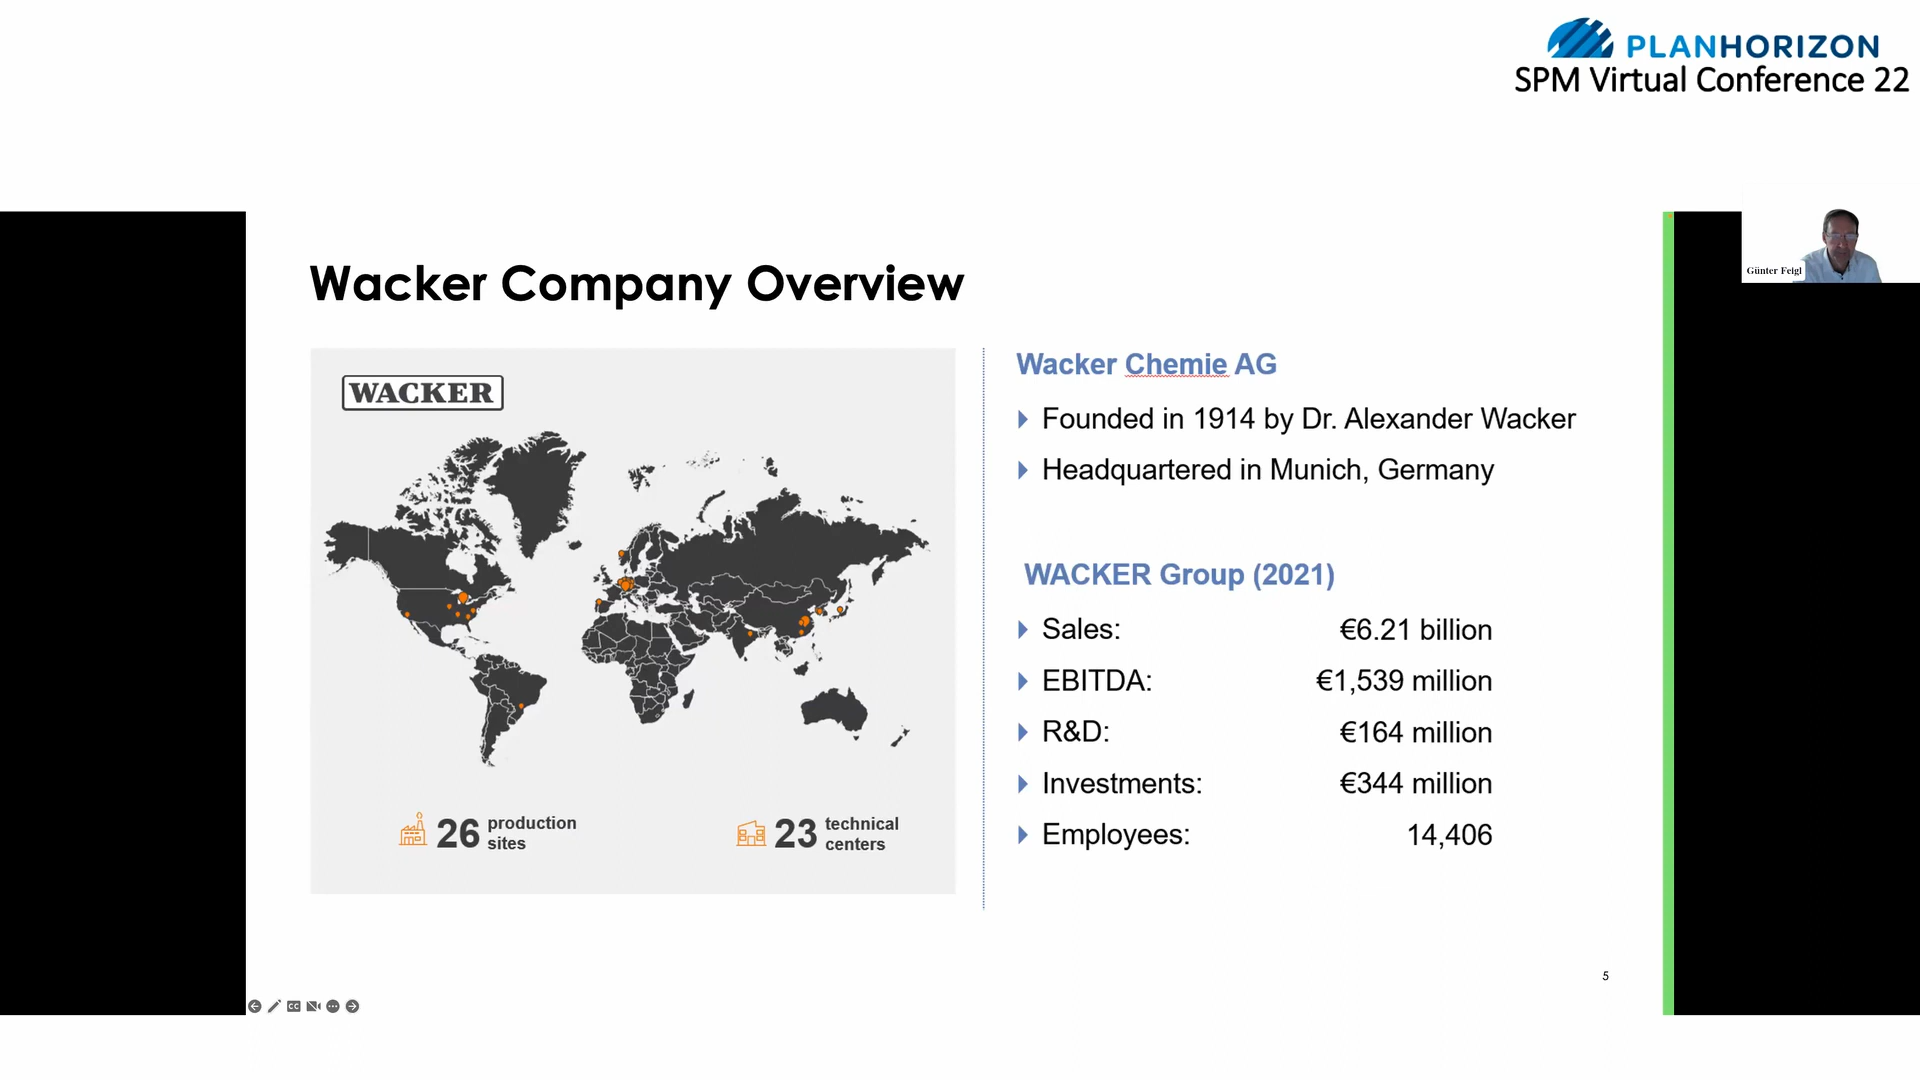 PLANHORIZON
SPM Virtual Conference 22
Günter Feigl
Wacker Company Overview
WACKER
26 production
sites
23 technical
centers
Wacker Chemie AG
Founded in 1914 by Dr. Alexander Wacker
Headquartered in Munich, Germany
WACKER Group (2021)
Sales: €6.21 billion
EBITDA: €1,539 million
R&D: €164 million
Investments: €344 million
Employees: 14,406
5
CC